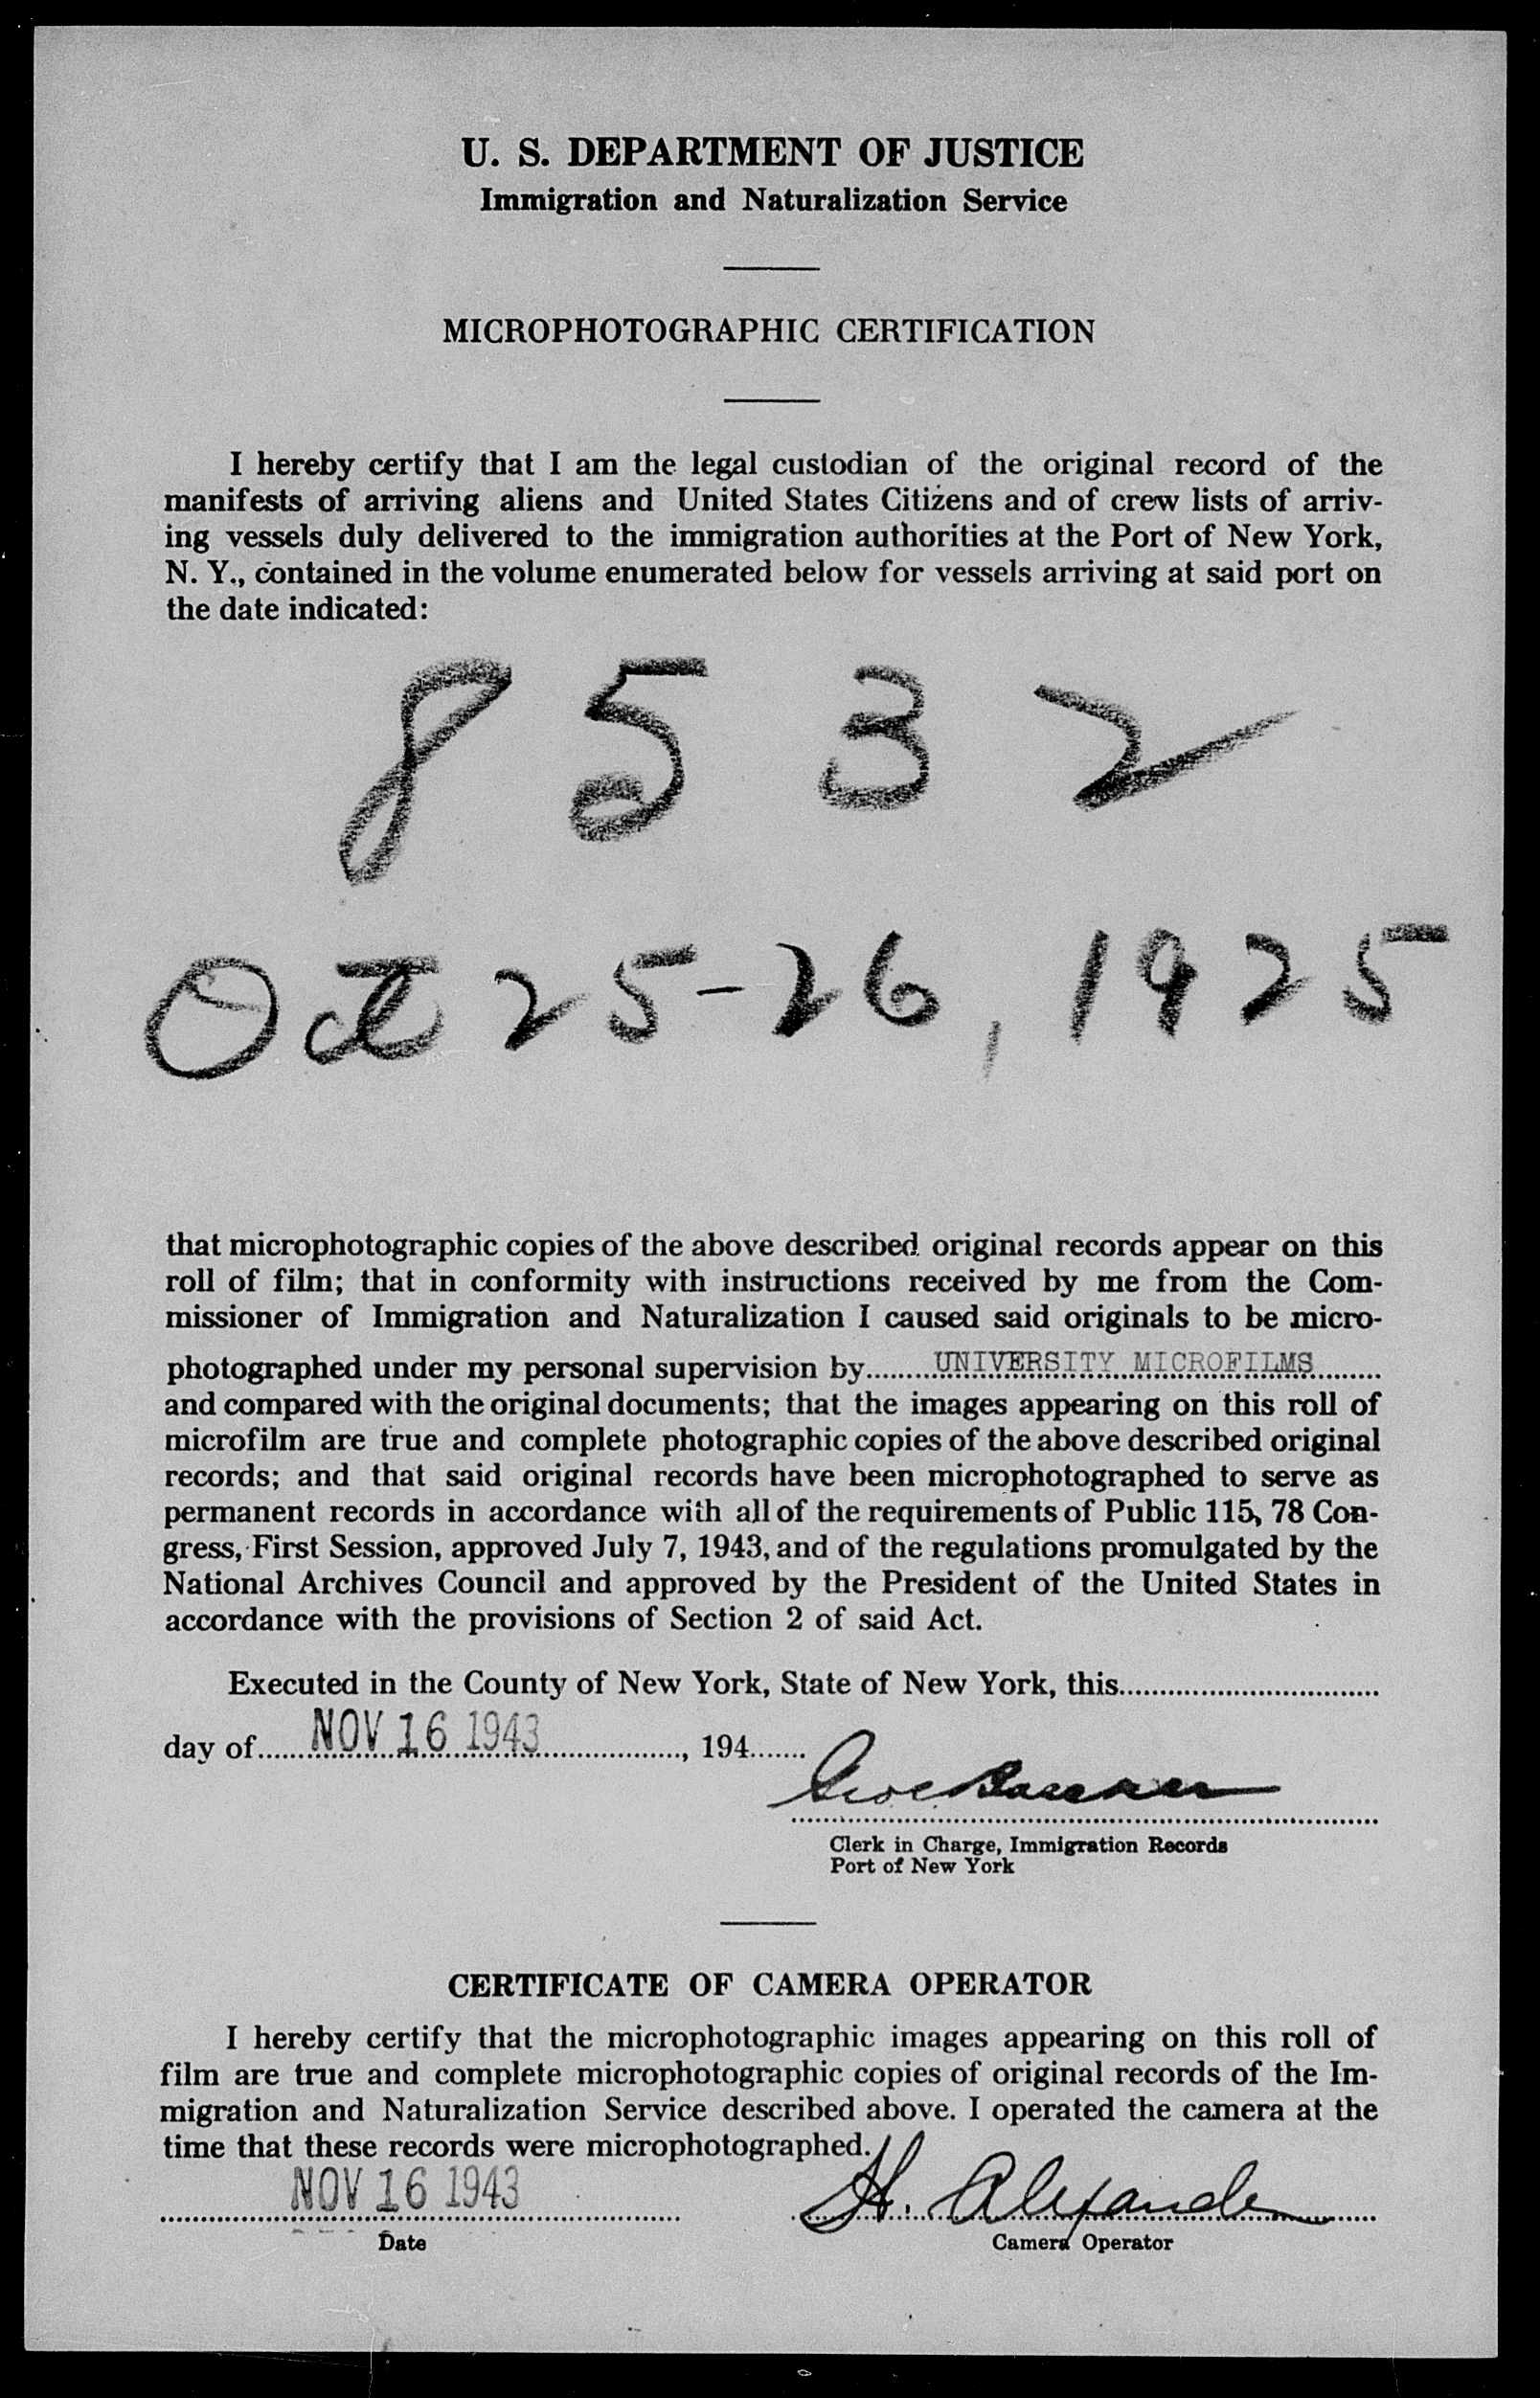 U. S. DEPARTMENT OF JUSTICE
Immigration and Naturalization Service
MICROPHOTOGRAPHIC CERTIFICATION
I hereby certify that I am the legal custodian of the original record of the
manifests of arriving aliens and United States Citizens and of crew lists of arriv-
ing vessels duly delivered to the immigration authorities at the Port of New York,
N. Y., contained in the volume enumerated below for vessels arriving at said port on
the date indicated:
8532
Oct 25-26, 1925
that microphotographic copies of the above described original records appear on this
roll of film; that in conformity with instructions received by me from the Com-
missioner of Immigration and Naturalization I caused said originals to be micro-
photographed under my personal supervision by UNIVERSITY MICROFILMS
and compared with the original documents; that the images appearing on this roll of
microfilm are true and complete photographic copies of the above described original
records; and that said original records have been microphotographed to serve as
permanent records in accordance with all of the requirements of Public 115, 78 Con-
gress, First Session, approved July 7, 1943, and of the regulations promulgated by the
National Archives Council and approved by the President of the United States in
accordance with the provisions of Section 2 of said Act.
Executed in the County of New York, State of New York, this
day of NOV 16 1943, 194
Clerk in Charge, Immigration Records
Port of New York
CERTIFICATE OF CAMERA OPERATOR
I hereby certify that the microphotographic images appearing on this roll of
film are true and complete microphotographic copies of original records of the Im-
migration and Naturalization Service described above. I operated the camera at the
time that these records were microphotographed.
NOV 16 1943 H. Alexander
Date Camera Operator